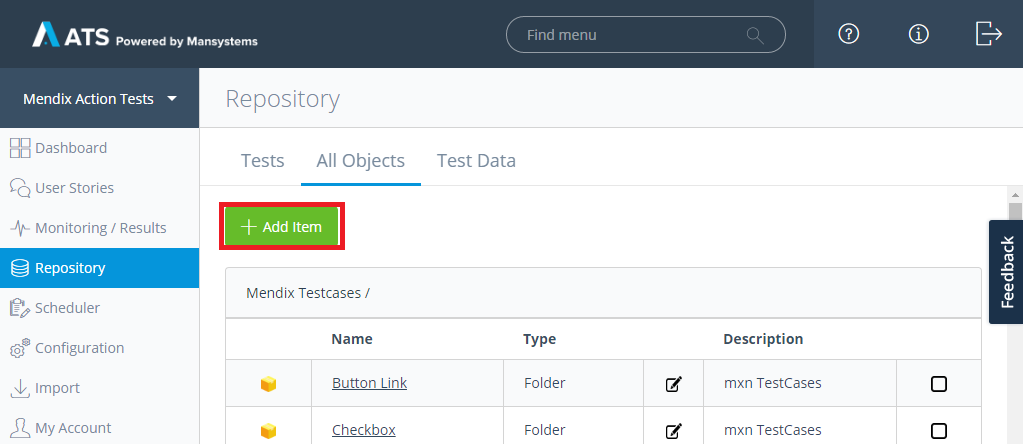 ATS Powered by Mansystems
Find menu
Mendix Action Tests
Repository
Dashboard
User Stories
Monitoring / Results
Repository
Scheduler
Configuration
Import
My Account
Tests All Objects Test Data
Add Item
Mendix Testcases /
Name Type Description
Button Link Folder mxn TestCases
Checkbox Folder mxn TestCases
Feedback